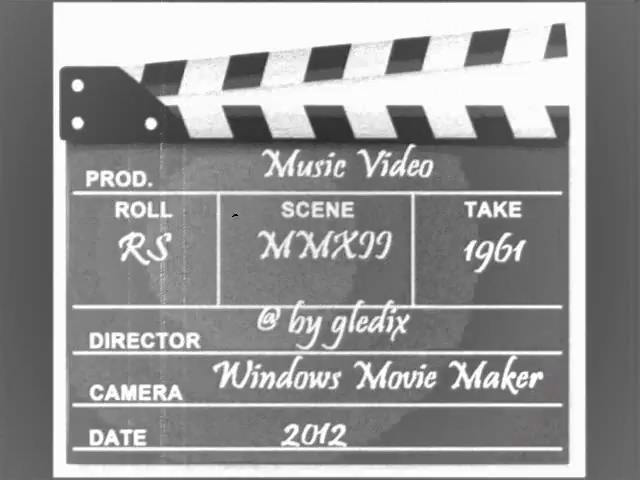 PROD. Music Video
ROLL SCENE TAKE
RS MMXII 1961
DIRECTOR @ by gledix
CAMERA Windows Movie Maker
DATE 2012